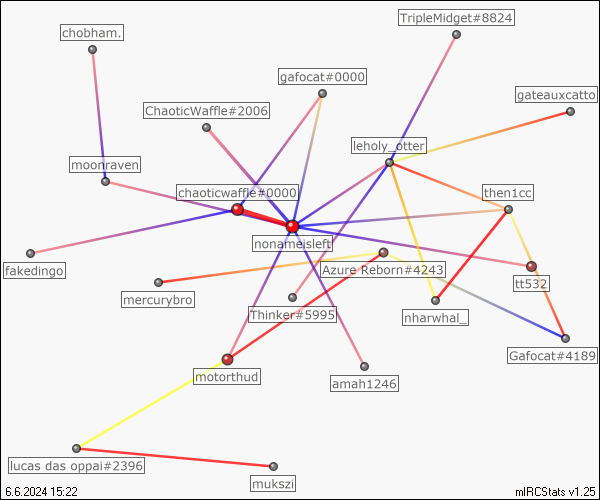 TripleMidget#8824
chobham.
gafocat#0000
gateauxcatto
ChaoticWaffle#2006
leholy_otter
moonraven
chaoticwaffle#0000
then1cc
nonameisleft
fakedingo
Azure Reborn#4243
tt532
mercurybro
Thinker#5995
nharwhal_
Gafocat#4189
motorthud
amah1246
lucas das oppai#2396
mukszi
6.6.2024 15:22
mIRCStats v1.25